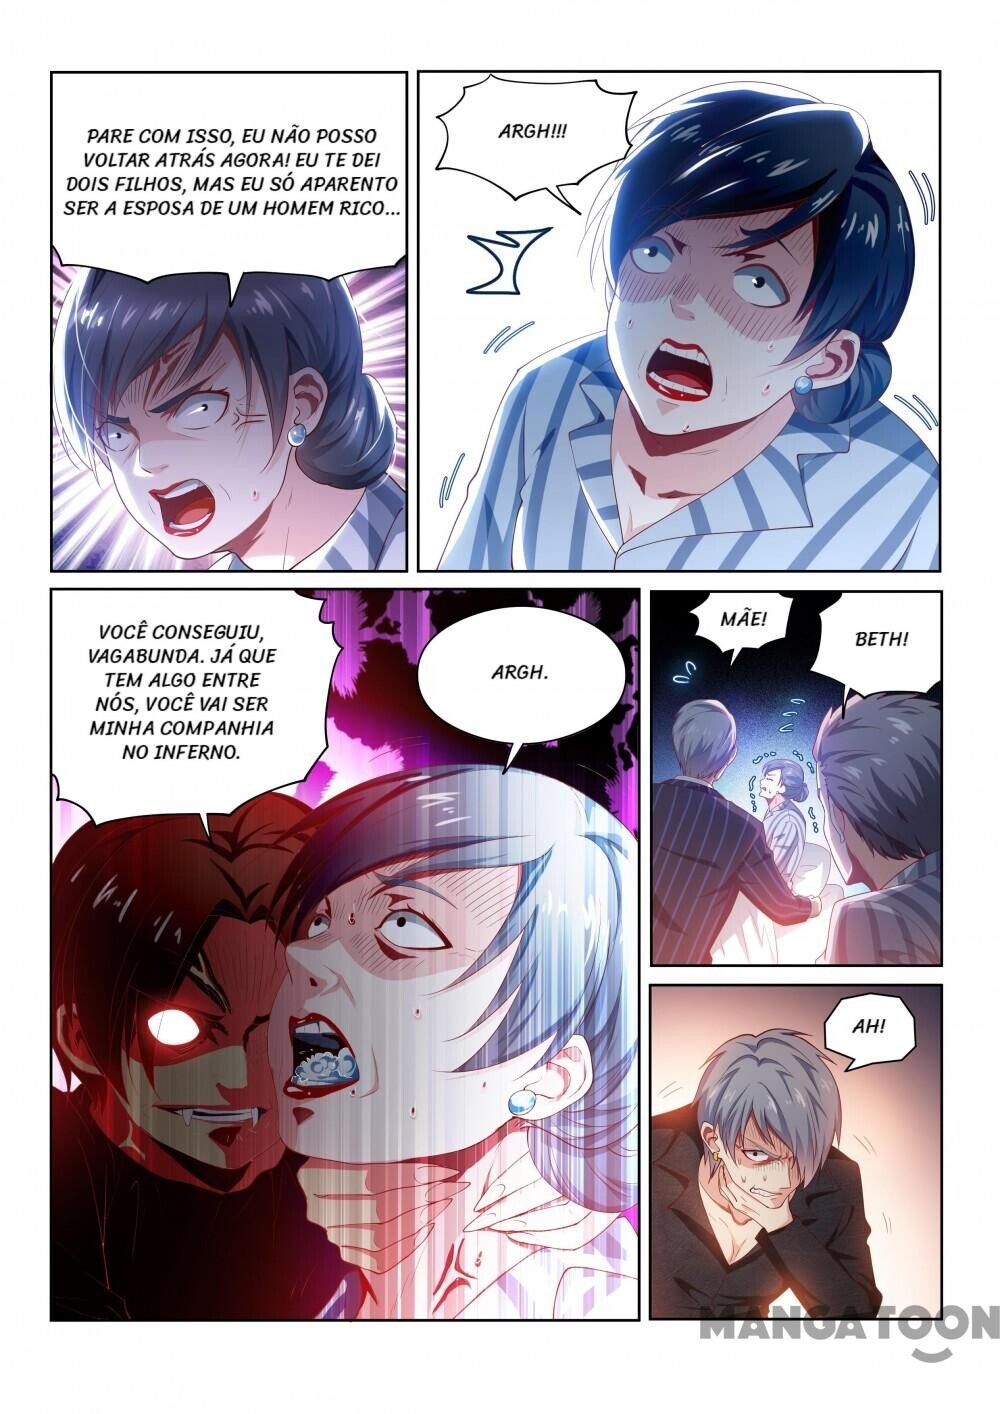 PARE COM ISSO, EU NÃO POSSO
VOLTAR ATRÁS AGORA! EU TE DEI
DOIS FILHOS, MAS EU SÓ APARENTO
SER A ESPOSA DE UM HOMEM RICO...
ARGH!!!
VOCÊ CONSEGUIU,
VAGABUNDA. JÁ QUE
TEM ALGO ENTRE
NÓS, VOCÊ VAI SER
MINHA COMPANHIA
NO INFERNO.
ARGH.
MÃE!
BETH!
AH!
MANGATOON